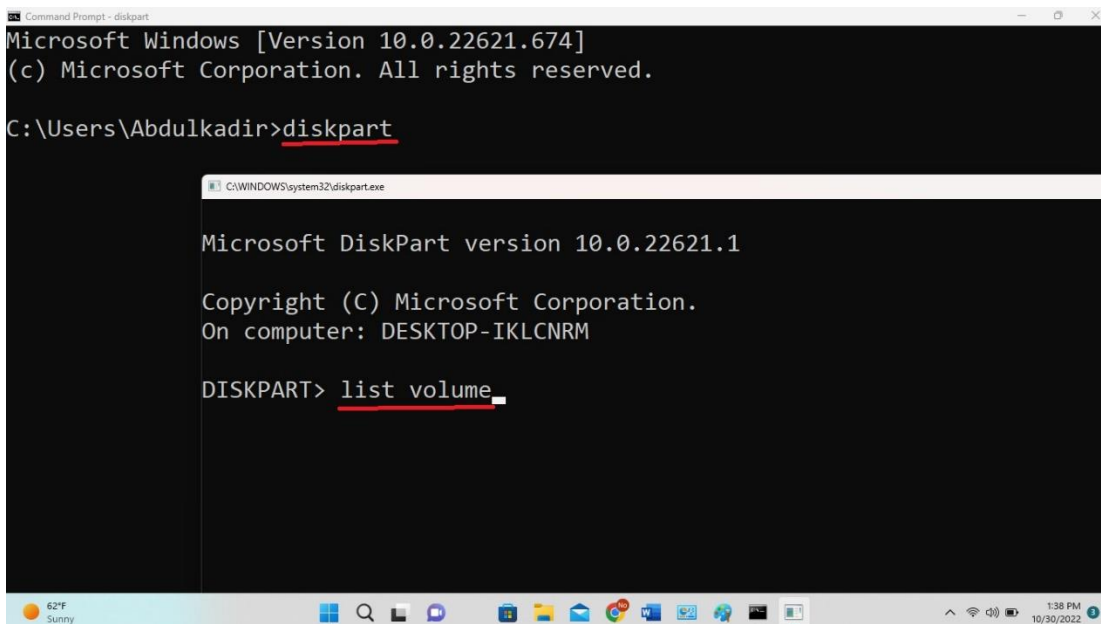 Command Prompt - diskpart
Microsoft Windows [Version 10.0.22621.674]
(c) Microsoft Corporation. All rights reserved.
C:\Users\Abdulkadir>diskpart
C:\WINDOWS\system32\diskpart.exe
Microsoft DiskPart version 10.0.22621.1
Copyright (C) Microsoft Corporation.
On computer: DESKTOP-IKLCNRM
DISKPART> list volume
62°F
Sunny
1:38 PM
10/30/2022
3